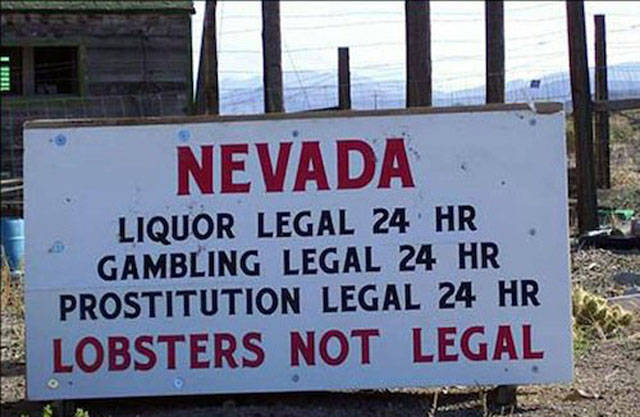 NEVADA
LIQUOR LEGAL 24 HR
GAMBLING LEGAL 24 HR
PROSTITUTION LEGAL 24 HR
LOBSTERS NOT LEGAL